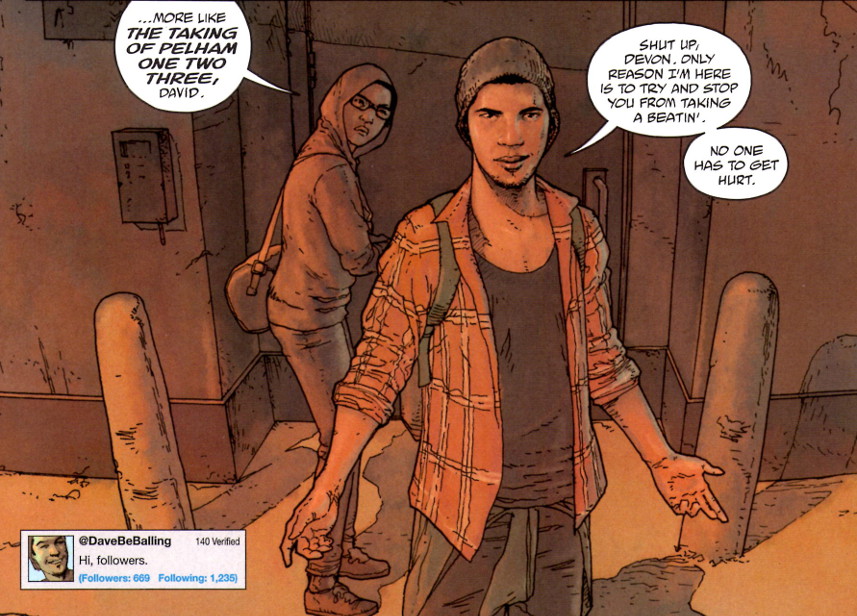 ...MORE LIKE
THE TAKING
OF PELHAM
ONE TWO
THREE,
DAVID.
SHUT UP,
DEVON. ONLY
REASON I'M HERE
IS TO TRY AND STOP
YOU FROM TAKING
A BEATIN'.
NO ONE
HAS TO GET
HURT.
@DaveBeBalling 140 Verified
Hi, followers.
(Followers: 669 Following: 1,235)